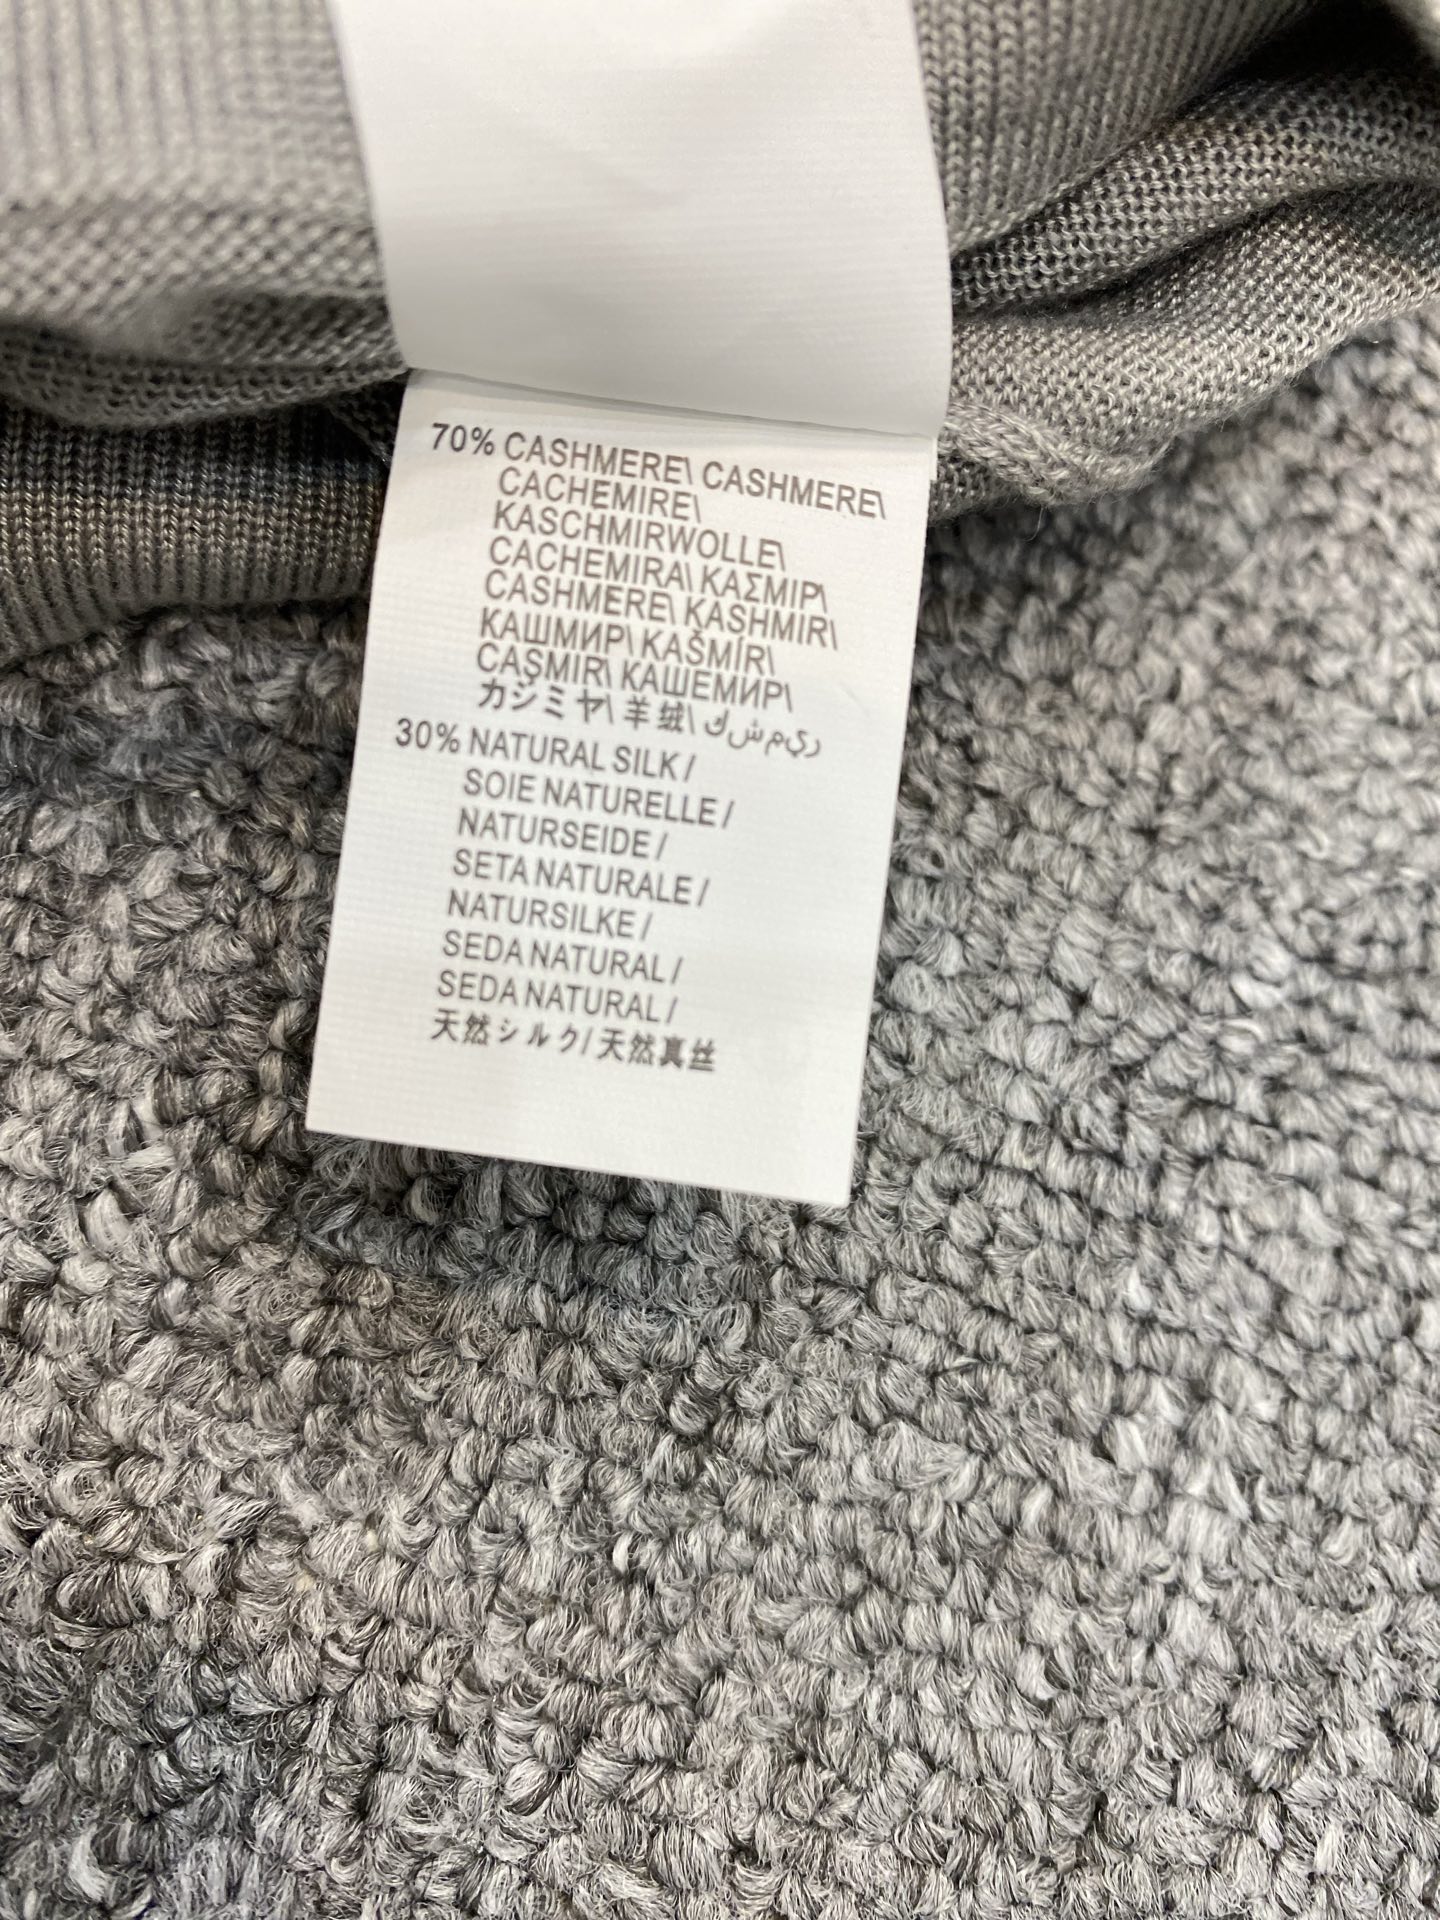 70% CASHMERE\ CASHMERE\
CACHEMIRE\
KASCHMIRWOLLE\
CACHEMIRA\ ΚΑΣΜΙΡ\
CASHMERE\ KASHMIR\
КАШМИР\ KAŠMÍR\
CAŞMIR\ КАШЕМИР\
カジミヤ\ 羊绒\ ك ش م ي ر
30% NATURAL SILK /
SOIE NATURELLE /
NATURSEIDE /
SETA NATURALE /
NATURSILKE /
SEDA NATURAL /
SEDA NATURAL /
天然シルク/ 天然真丝